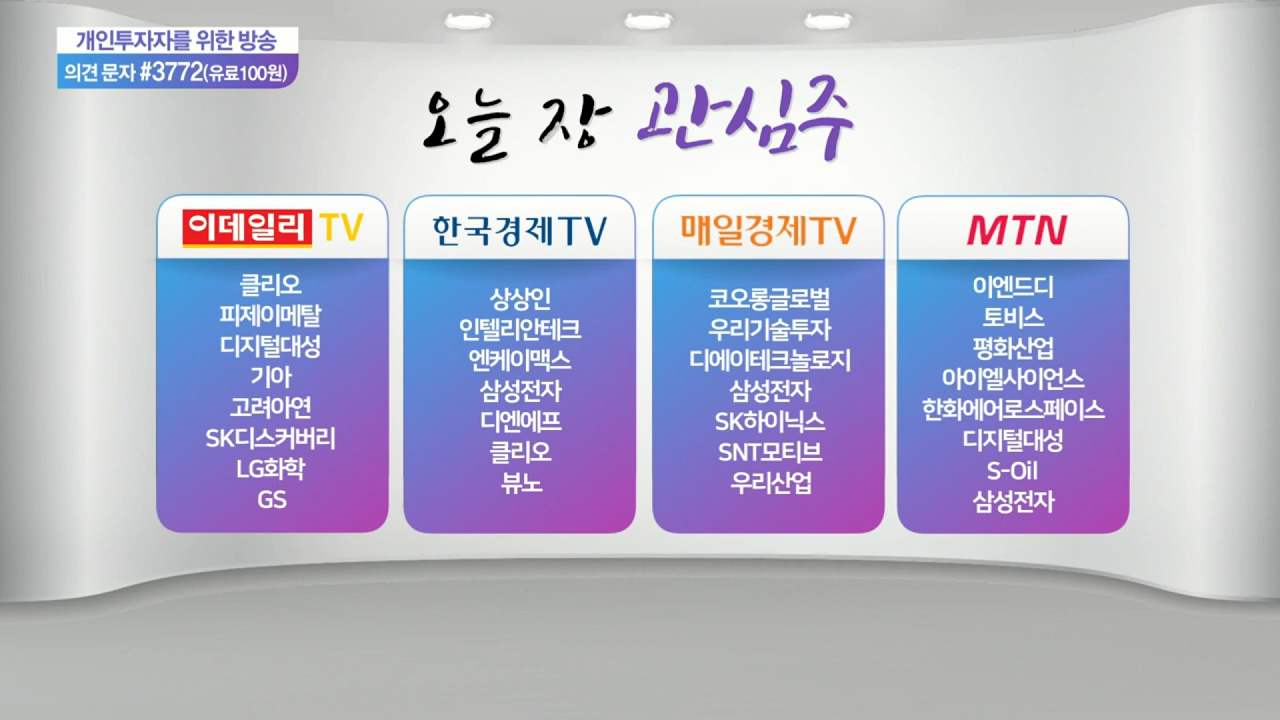 개인투자자를 위한 방송
의견 문자 #3772(유료100원)
오늘 장 관심주
이데일리 TV
클리오
피제이메탈
디지털대성
기아
고려아연
SK디스커버리
LG화학
GS
한국경제TV
상상인
인텔리안테크
엔케이맥스
삼성전자
디엔에프
클리오
뷰노
매일경제TV
코오롱글로벌
우리기술투자
디에이테크놀로지
삼성전자
SK하이닉스
SNT모티브
우리산업
MTN
이엔드디
토비스
평화산업
아이엘사이언스
한화에어로스페이스
디지털대성
S-Oil
삼성전자